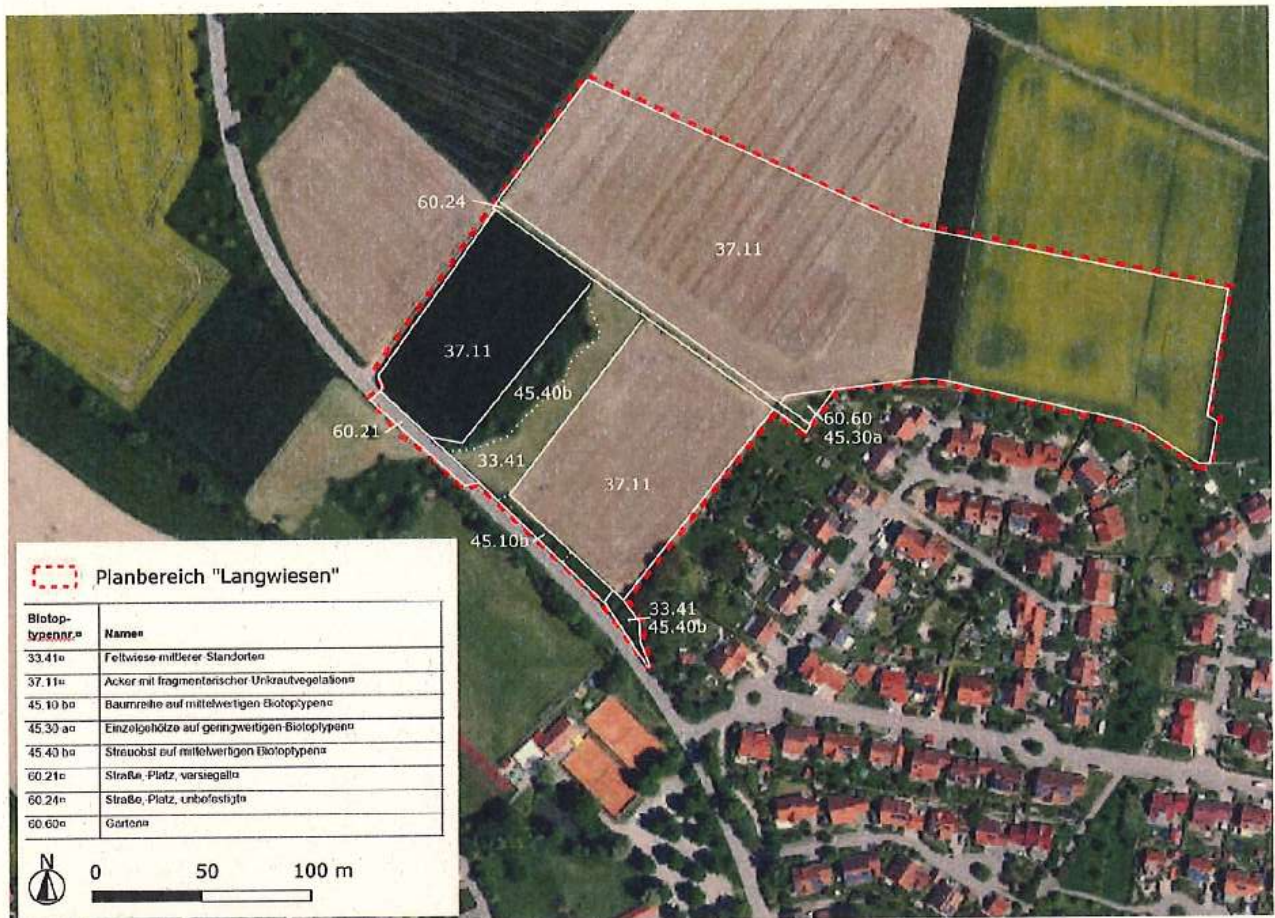 60.24
37.11
37.11
45.40b
60.60
45.30a
60.21
33.41
37.11
45.10b
33.41
45.40b
Planbereich "Langwiesen"
Biotop-
typennr.¤ Name¤
33.41¤ Fettwiese mittlerer Standorte¤
37.11¤ Acker mit fragmentarischer Unkrautvegetation¤
45.10 b¤ Baumreihe auf mittelwertigen Biotoptypen¤
45.30 a¤ Einzelgehölze auf geringwertigen Biotoptypen¤
45.40 b¤ Streuobst auf mittelwertigen Biotoptypen¤
60.21¤ Straße, Platz, versiegelt¤
60.24¤ Straße, Platz, unbefestigt¤
60.60¤ Garten¤
N
0 50 100 m